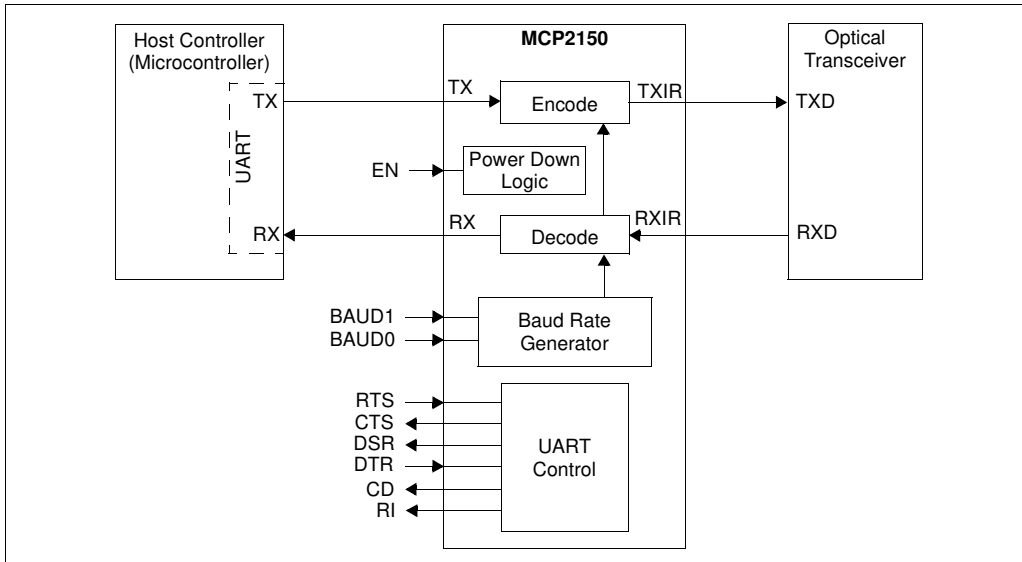 Host Controller
(Microcontroller)
TX
UART
RX
MCP2150
TX
Encode
TXIR
EN
Power Down
Logic
RX
Decode
RXIR
BAUD1
BAUD0
Baud Rate
Generator
RTS
CTS
DSR
DTR
CD
RI
UART
Control
Optical
Transceiver
TXD
RXD